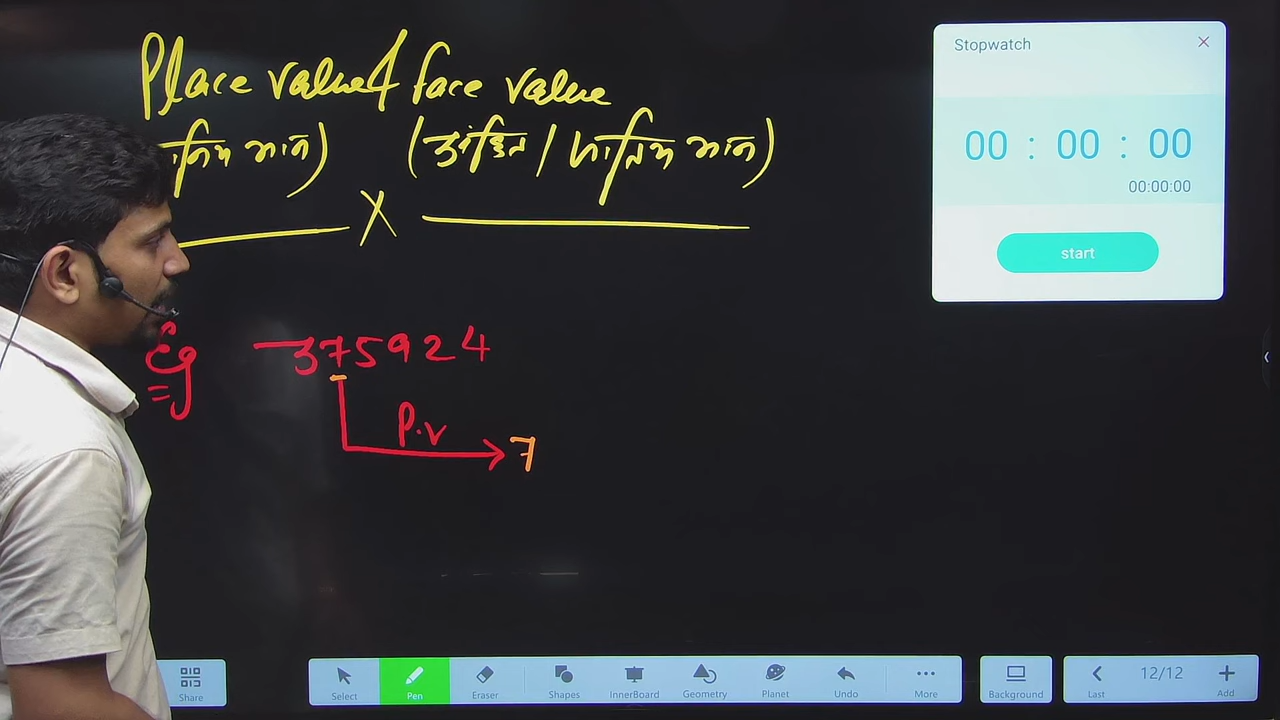 Place value & face value
मान) (अंकित / जातिय मान)
X
Eg 375924
P.V
7
Stopwatch
00 : 00 : 00
00:00:00
start
Share
Select
Pen
Eraser
Shapes
InnerBoard
Geometry
Planet
Undo
More
Background
Last
12/12
Add